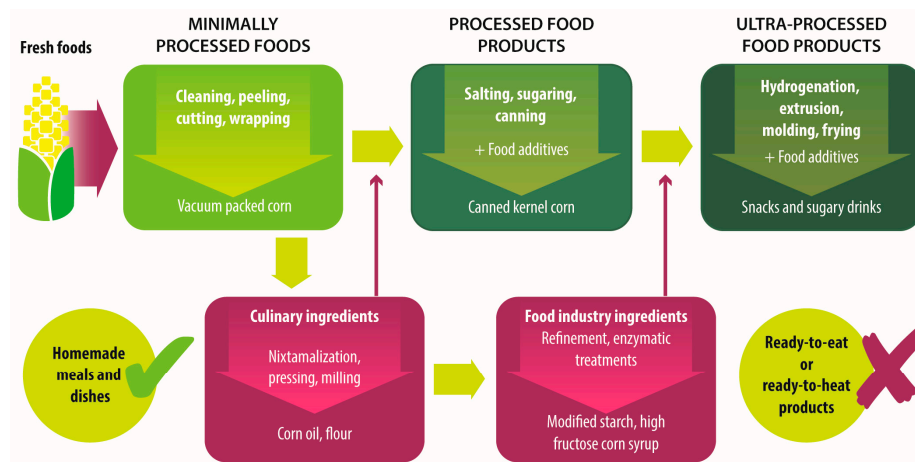 Fresh foods
MINIMALLY
PROCESSED FOODS
Cleaning, peeling,
cutting, wrapping
Vacuum packed corn
PROCESSED FOOD
PRODUCTS
Salting, sugaring,
canning
+ Food additives
Canned kernel corn
ULTRA-PROCESSED
FOOD PRODUCTS
Hydrogenation,
extrusion,
molding, frying
+ Food additives
Snacks and sugary drinks
Homemade
meals and
dishes
Culinary ingredients
Nixtamalization,
pressing, milling
Corn oil, flour
Food industry ingredients
Refinement, enzymatic
treatments
Modified starch, high
fructose corn syrup
Ready-to-eat
or
ready-to-heat
products